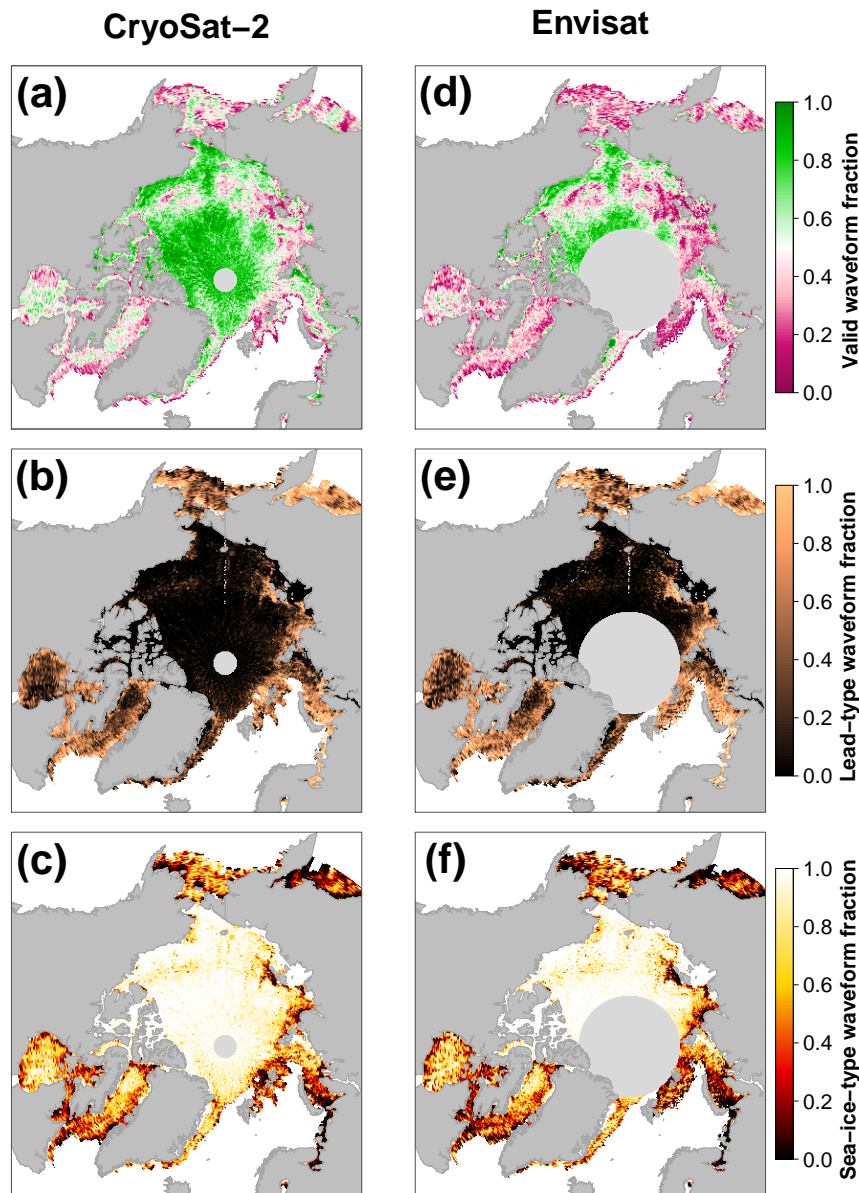 CryoSat−2
Envisat
(a)
(d)
1.0
0.8
0.6
0.4
0.2
0.0
Valid waveform fraction
(b)
(e)
1.0
0.8
0.6
0.4
0.2
0.0
Lead−type waveform fraction
(c)
(f)
1.0
0.8
0.6
0.4
0.2
0.0
Sea−ice−type waveform fraction